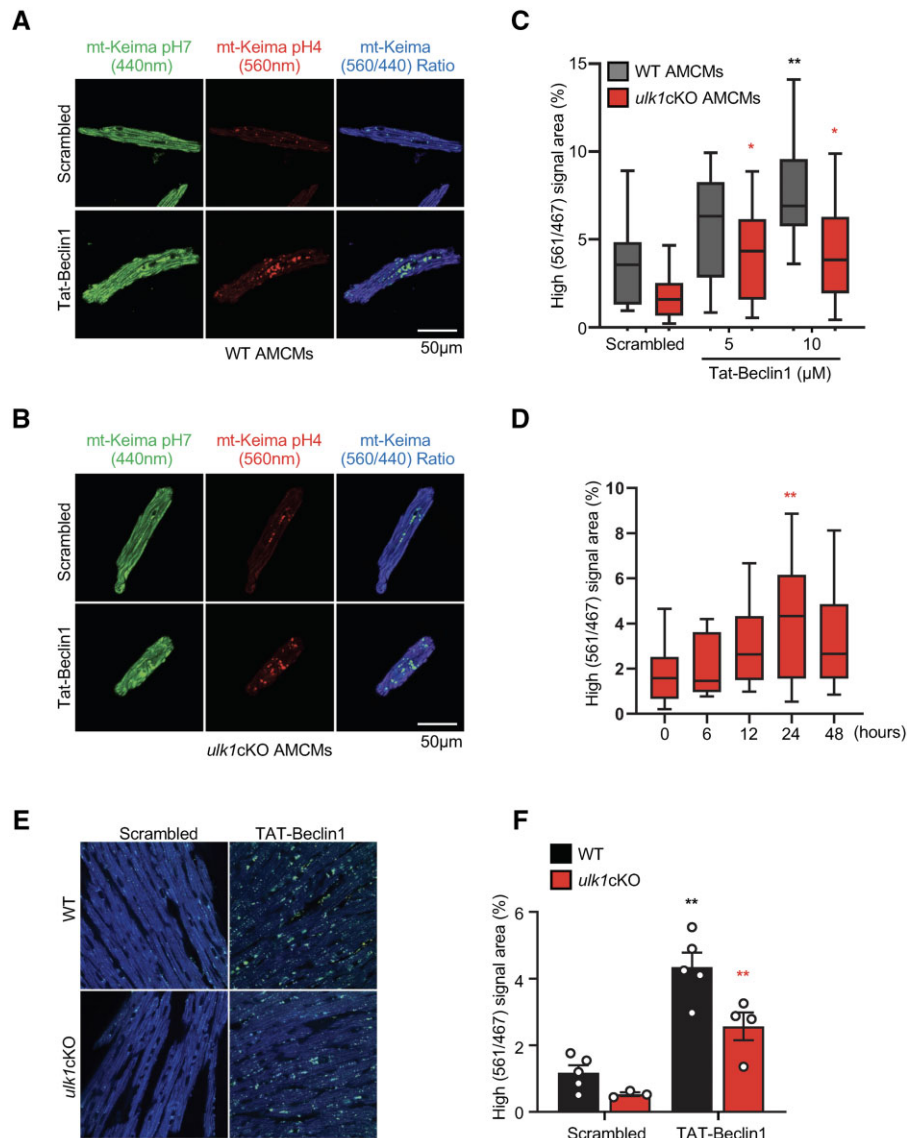 A
mt-Keima pH7 mt-Keima pH4 mt-Keima
(440nm) (560nm) (560/440) Ratio
Scrambled
Tat-Beclin1
50µm
WT AMCMs
B
mt-Keima pH7 mt-Keima pH4 mt-Keima
(440nm) (560nm) (560/440) Ratio
Scrambled
Tat-Beclin1
50µm
ulk1cKO AMCMs
C
WT AMCMs
ulk1cKO AMCMs
High (561/467) signal area (%)
15
10
5
0
**
*
*
Scrambled 5 10
Tat-Beclin1 (µM)
D
High (561/467) signal area (%)
10
8
6
4
2
0
**
0 6 12 24 48 (hours)
E
Scrambled TAT-Beclin1
WT
ulk1cKO
F
WT
ulk1cKO
High (561/467) signal area (%)
6
4
2
0
**
**
Scrambled TAT-Beclin1